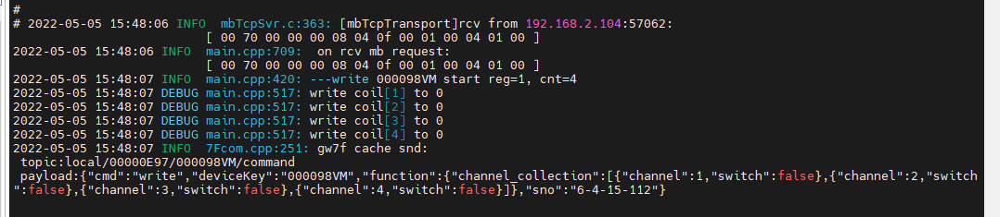 #
# 2022-05-05 15:48:06 INFO  mbTcpSvr.c:363: [mbTcpTransport]rcv from 192.168.2.104:57062:
[ 00 70 00 00 00 08 04 0f 00 01 00 04 01 00 ]
2022-05-05 15:48:06 INFO  main.cpp:709:  on rcv mb request:
[ 00 70 00 00 00 08 04 0f 00 01 00 04 01 00 ]
2022-05-05 15:48:07 INFO  main.cpp:420: ---write 000098VM start reg=1, cnt=4
2022-05-05 15:48:07 DEBUG main.cpp:517: write coil[1] to 0
2022-05-05 15:48:07 DEBUG main.cpp:517: write coil[2] to 0
2022-05-05 15:48:07 DEBUG main.cpp:517: write coil[3] to 0
2022-05-05 15:48:07 DEBUG main.cpp:517: write coil[4] to 0
2022-05-05 15:48:07 INFO  7Fcom.cpp:251: gw7f cache snd:
topic:local/00000E97/000098VM/command
payload:{"cmd":"write","deviceKey":"000098VM","function":{"channel_collection":[{"channel":1,"switch":false},{"channel":2,"switch
":false},{"channel":3,"switch":false},{"channel":4,"switch":false}]},"sno":"6-4-15-112"}